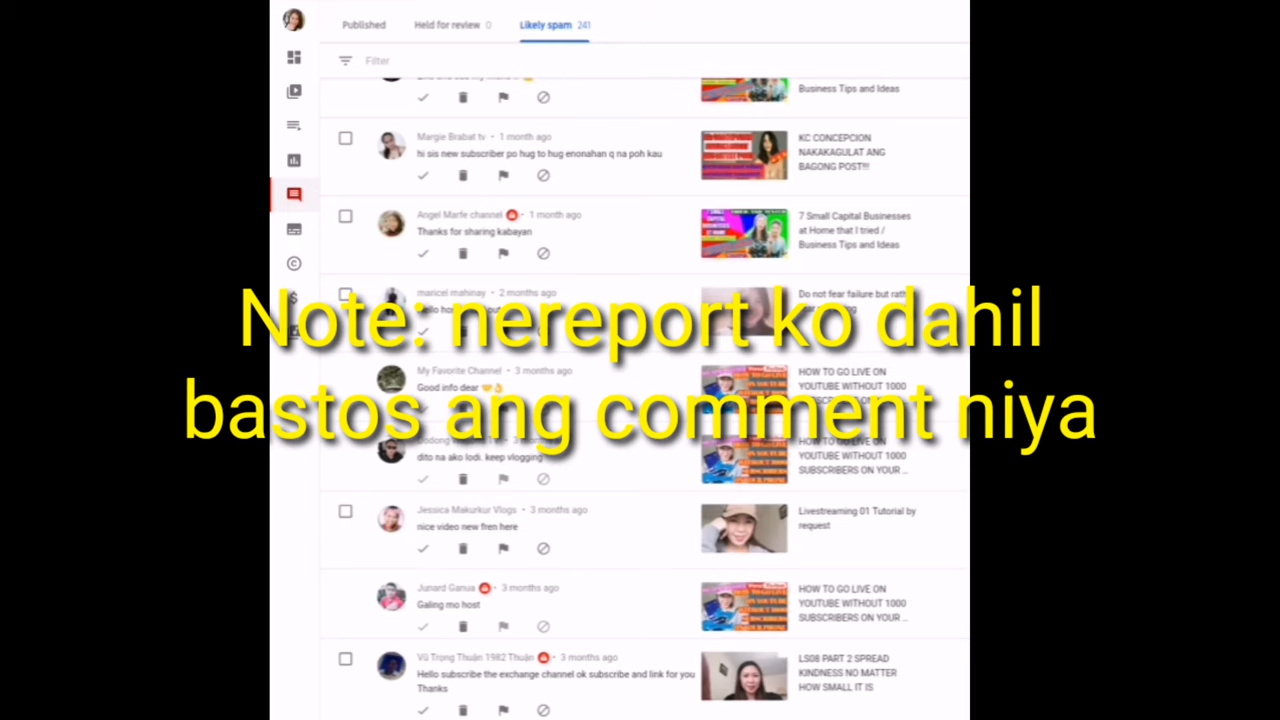 Published Held for review 0 Likely spam 241
Filter
Business Tips and Ideas
Margie Brabat tv • 1 month ago
hi sis new subscriber po hug to hug enonahan q na poh kau
KC CONCEPCION
NAKAKAGULAT ANG
BAGONG POST!!!
Angel Marfe channel • 1 month ago
Thanks for sharing kabayan
7 Small Capital Businesses
at Home that I tried /
Business Tips and Ideas
maricel mahinay • 2 months ago
Do not fear failure but
Note: nereport ko dahil
bastos ang comment niya
My Favorite Channel • 3 months ago
Good info dear
HOW TO GO LIVE ON
YOUTUBE WITHOUT 1000
dito na ako lodi. keep vlogging
YOUTUBE WITHOUT 1000
SUBSCRIBERS ON YOUR ...
Jessica Makurkur Vlogs • 3 months ago
nice video new fren here
Livestreaming 01 Tutorial by
request
Junard Ganua • 3 months ago
Galing mo host
HOW TO GO LIVE ON
YOUTUBE WITHOUT 1000
SUBSCRIBERS ON YOUR ...
Vũ Trọng Thuận 1982 Thuận • 3 months ago
Hello subscribe the exchange channel ok subscribe and link for you
Thanks
LS08 PART 2 SPREAD
KINDNESS NO MATTER
HOW SMALL IT IS